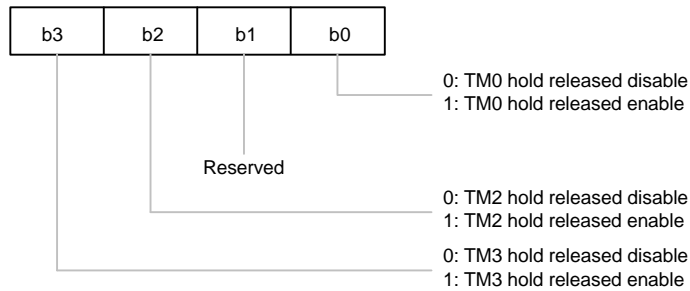 b3 b2 b1 b0
0: TM0 hold released disable
1: TM0 hold released enable
Reserved
0: TM2 hold released disable
1: TM2 hold released enable
0: TM3 hold released disable
1: TM3 hold released enable